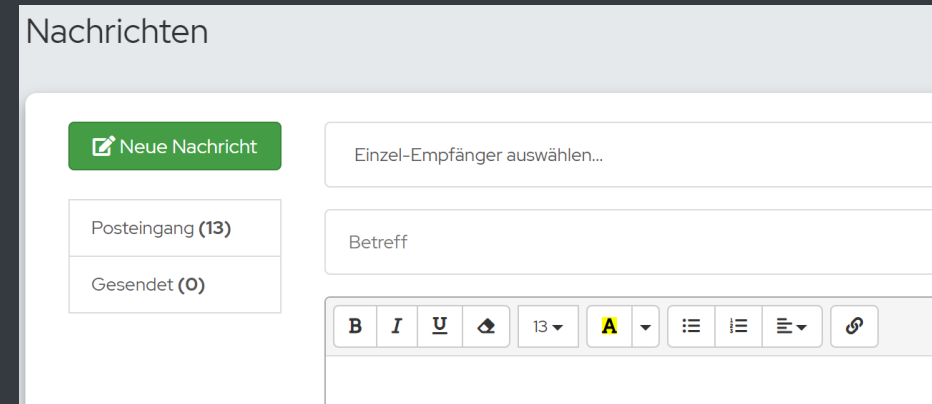 Nachrichten
Neue Nachricht
Einzel-Empfänger auswählen...
Posteingang (13)
Betreff
Gesendet (0)
B I U 13 A